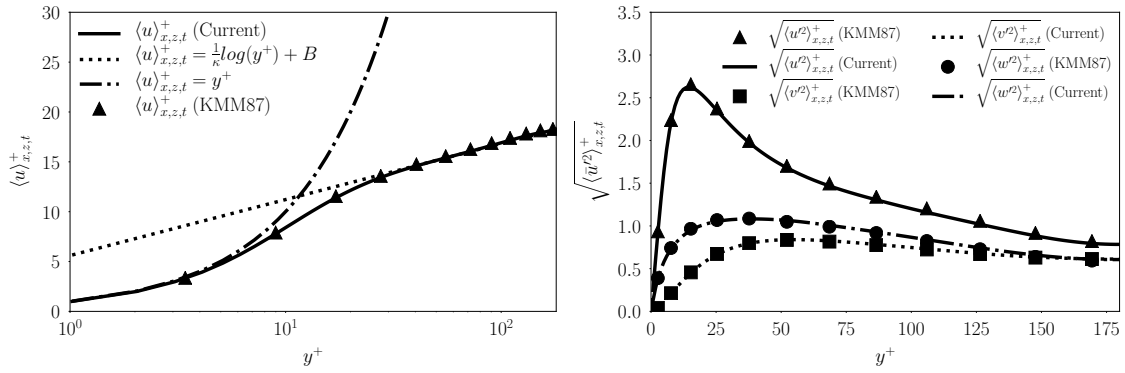 ⟨u⟩⁺ₓ,z,t (Current)
⟨u⟩⁺ₓ,z,t = 1/κ log(y⁺) + B
⟨u⟩⁺ₓ,z,t = y⁺
⟨u⟩⁺ₓ,z,t (KMM87)
30
25
20
15
10
5
0
⟨u⟩⁺ₓ,z,t
10⁰
10¹
10²
y⁺
√⟨u′²⟩⁺ₓ,z,t (KMM87)
√⟨u′²⟩⁺ₓ,z,t (Current)
√⟨v′²⟩⁺ₓ,z,t (KMM87)
√⟨v′²⟩⁺ₓ,z,t (Current)
√⟨w′²⟩⁺ₓ,z,t (KMM87)
√⟨w′²⟩⁺ₓ,z,t (Current)
3.5
3.0
2.5
2.0
1.5
1.0
0.5
0.0
√⟨ū′²⟩⁺ₓ,z,t
0
25
50
75
100
125
150
175
y⁺